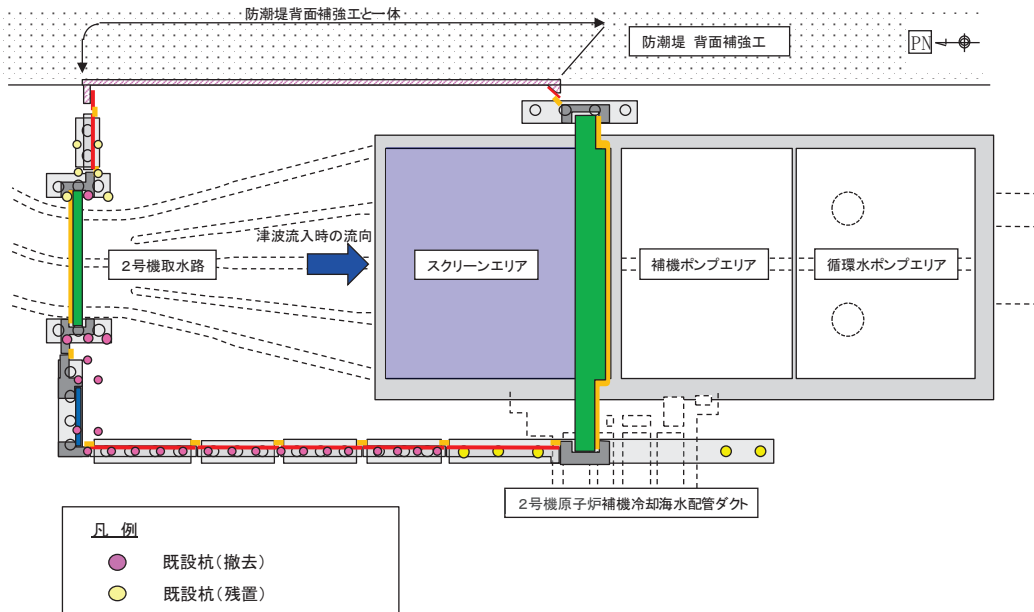 防潮堤背面補強工と一体
防潮堤 背面補強工
PN
津波流入時の流向
2号機取水路
スクリーンエリア
補機ポンプエリア
循環水ポンプエリア
2号機原子炉補機冷却海水配管ダクト
凡 例
既設杭(撤去)
既設杭(残置)